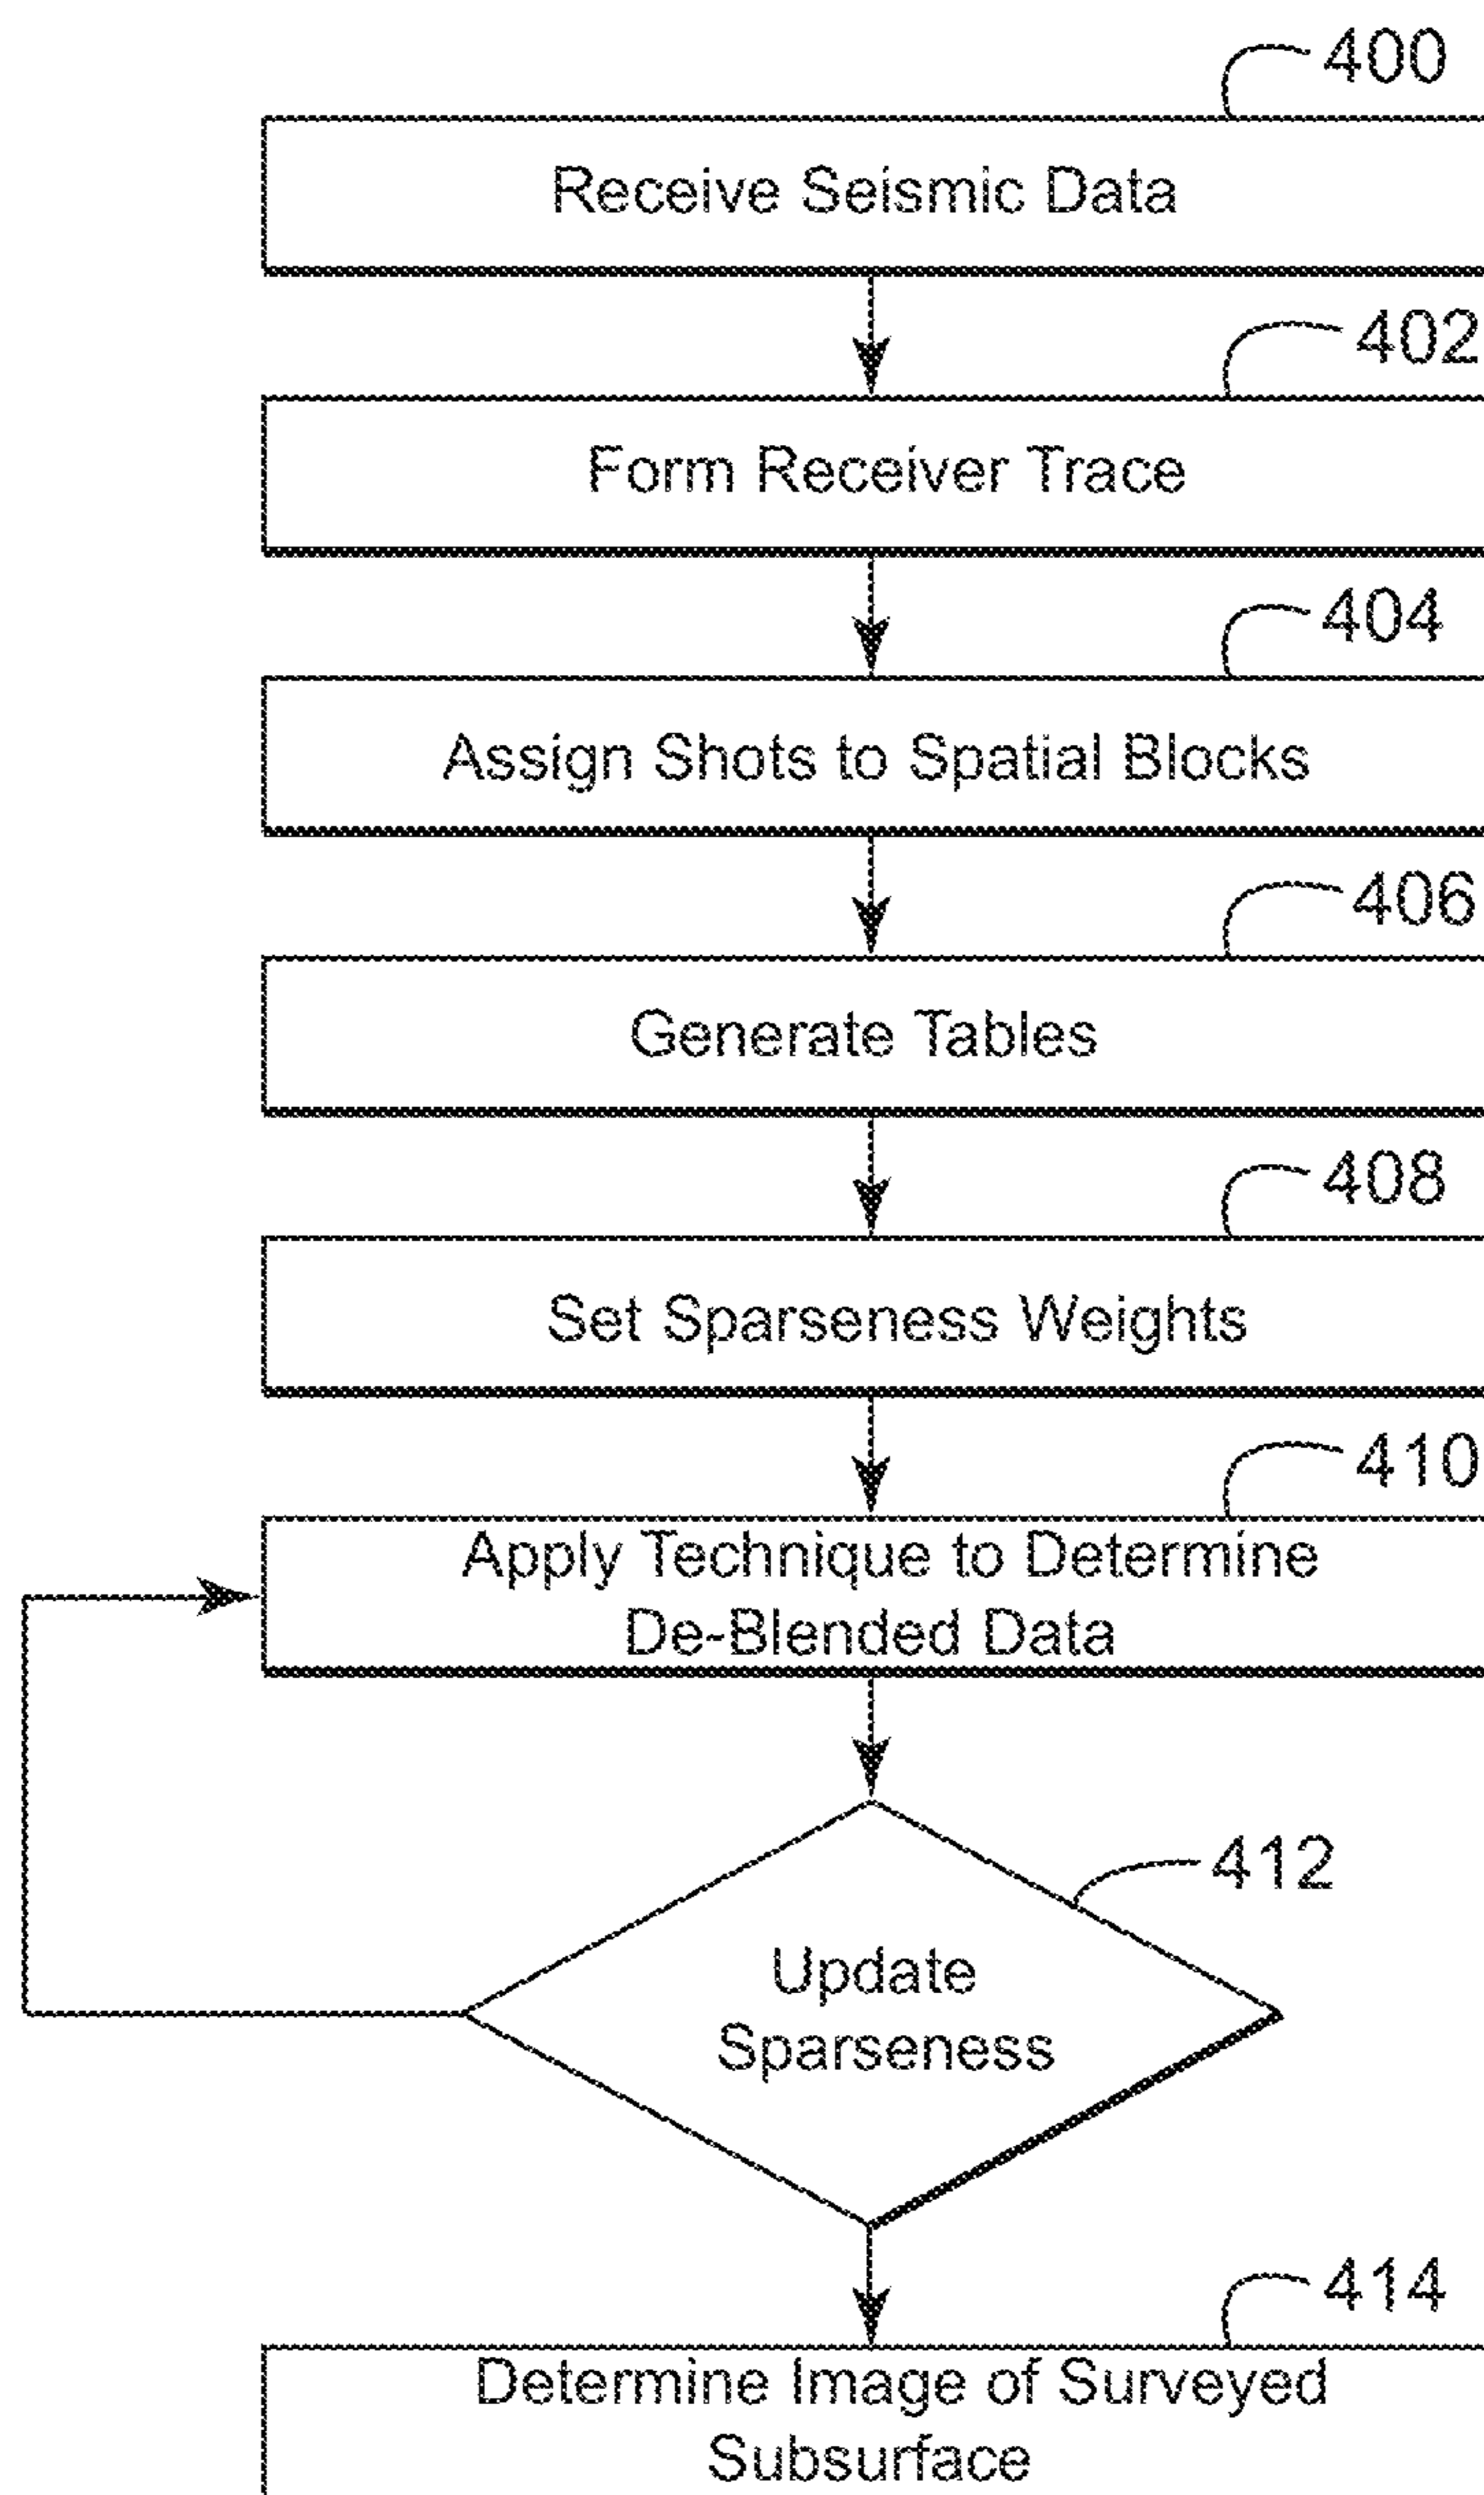 400
Receive Seismic Data
402
Form Receiver Trace
404
Assign Shots to Spatial Blocks
406
Generate Tables
408
Set Sparseness Weights
410
Apply Technique to Determine
De-Blended Data
412
Update
Sparseness
414
Determine Image of Surveyed
Subsurface